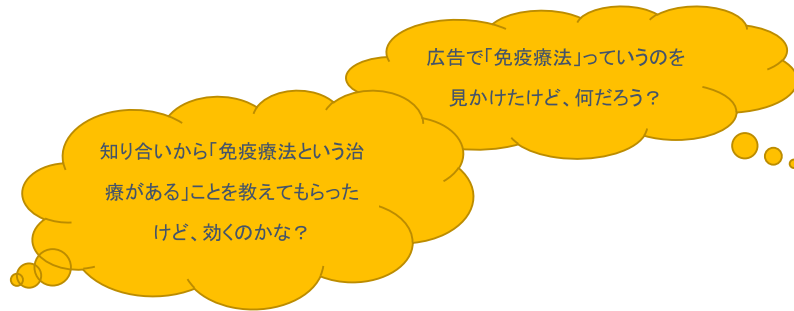 広告で「免疫療法」っていうのを
見かけたけど、何だろう？
知り合いから「免疫療法という治
療がある」ことを教えてもらった
けど、効くのかな？